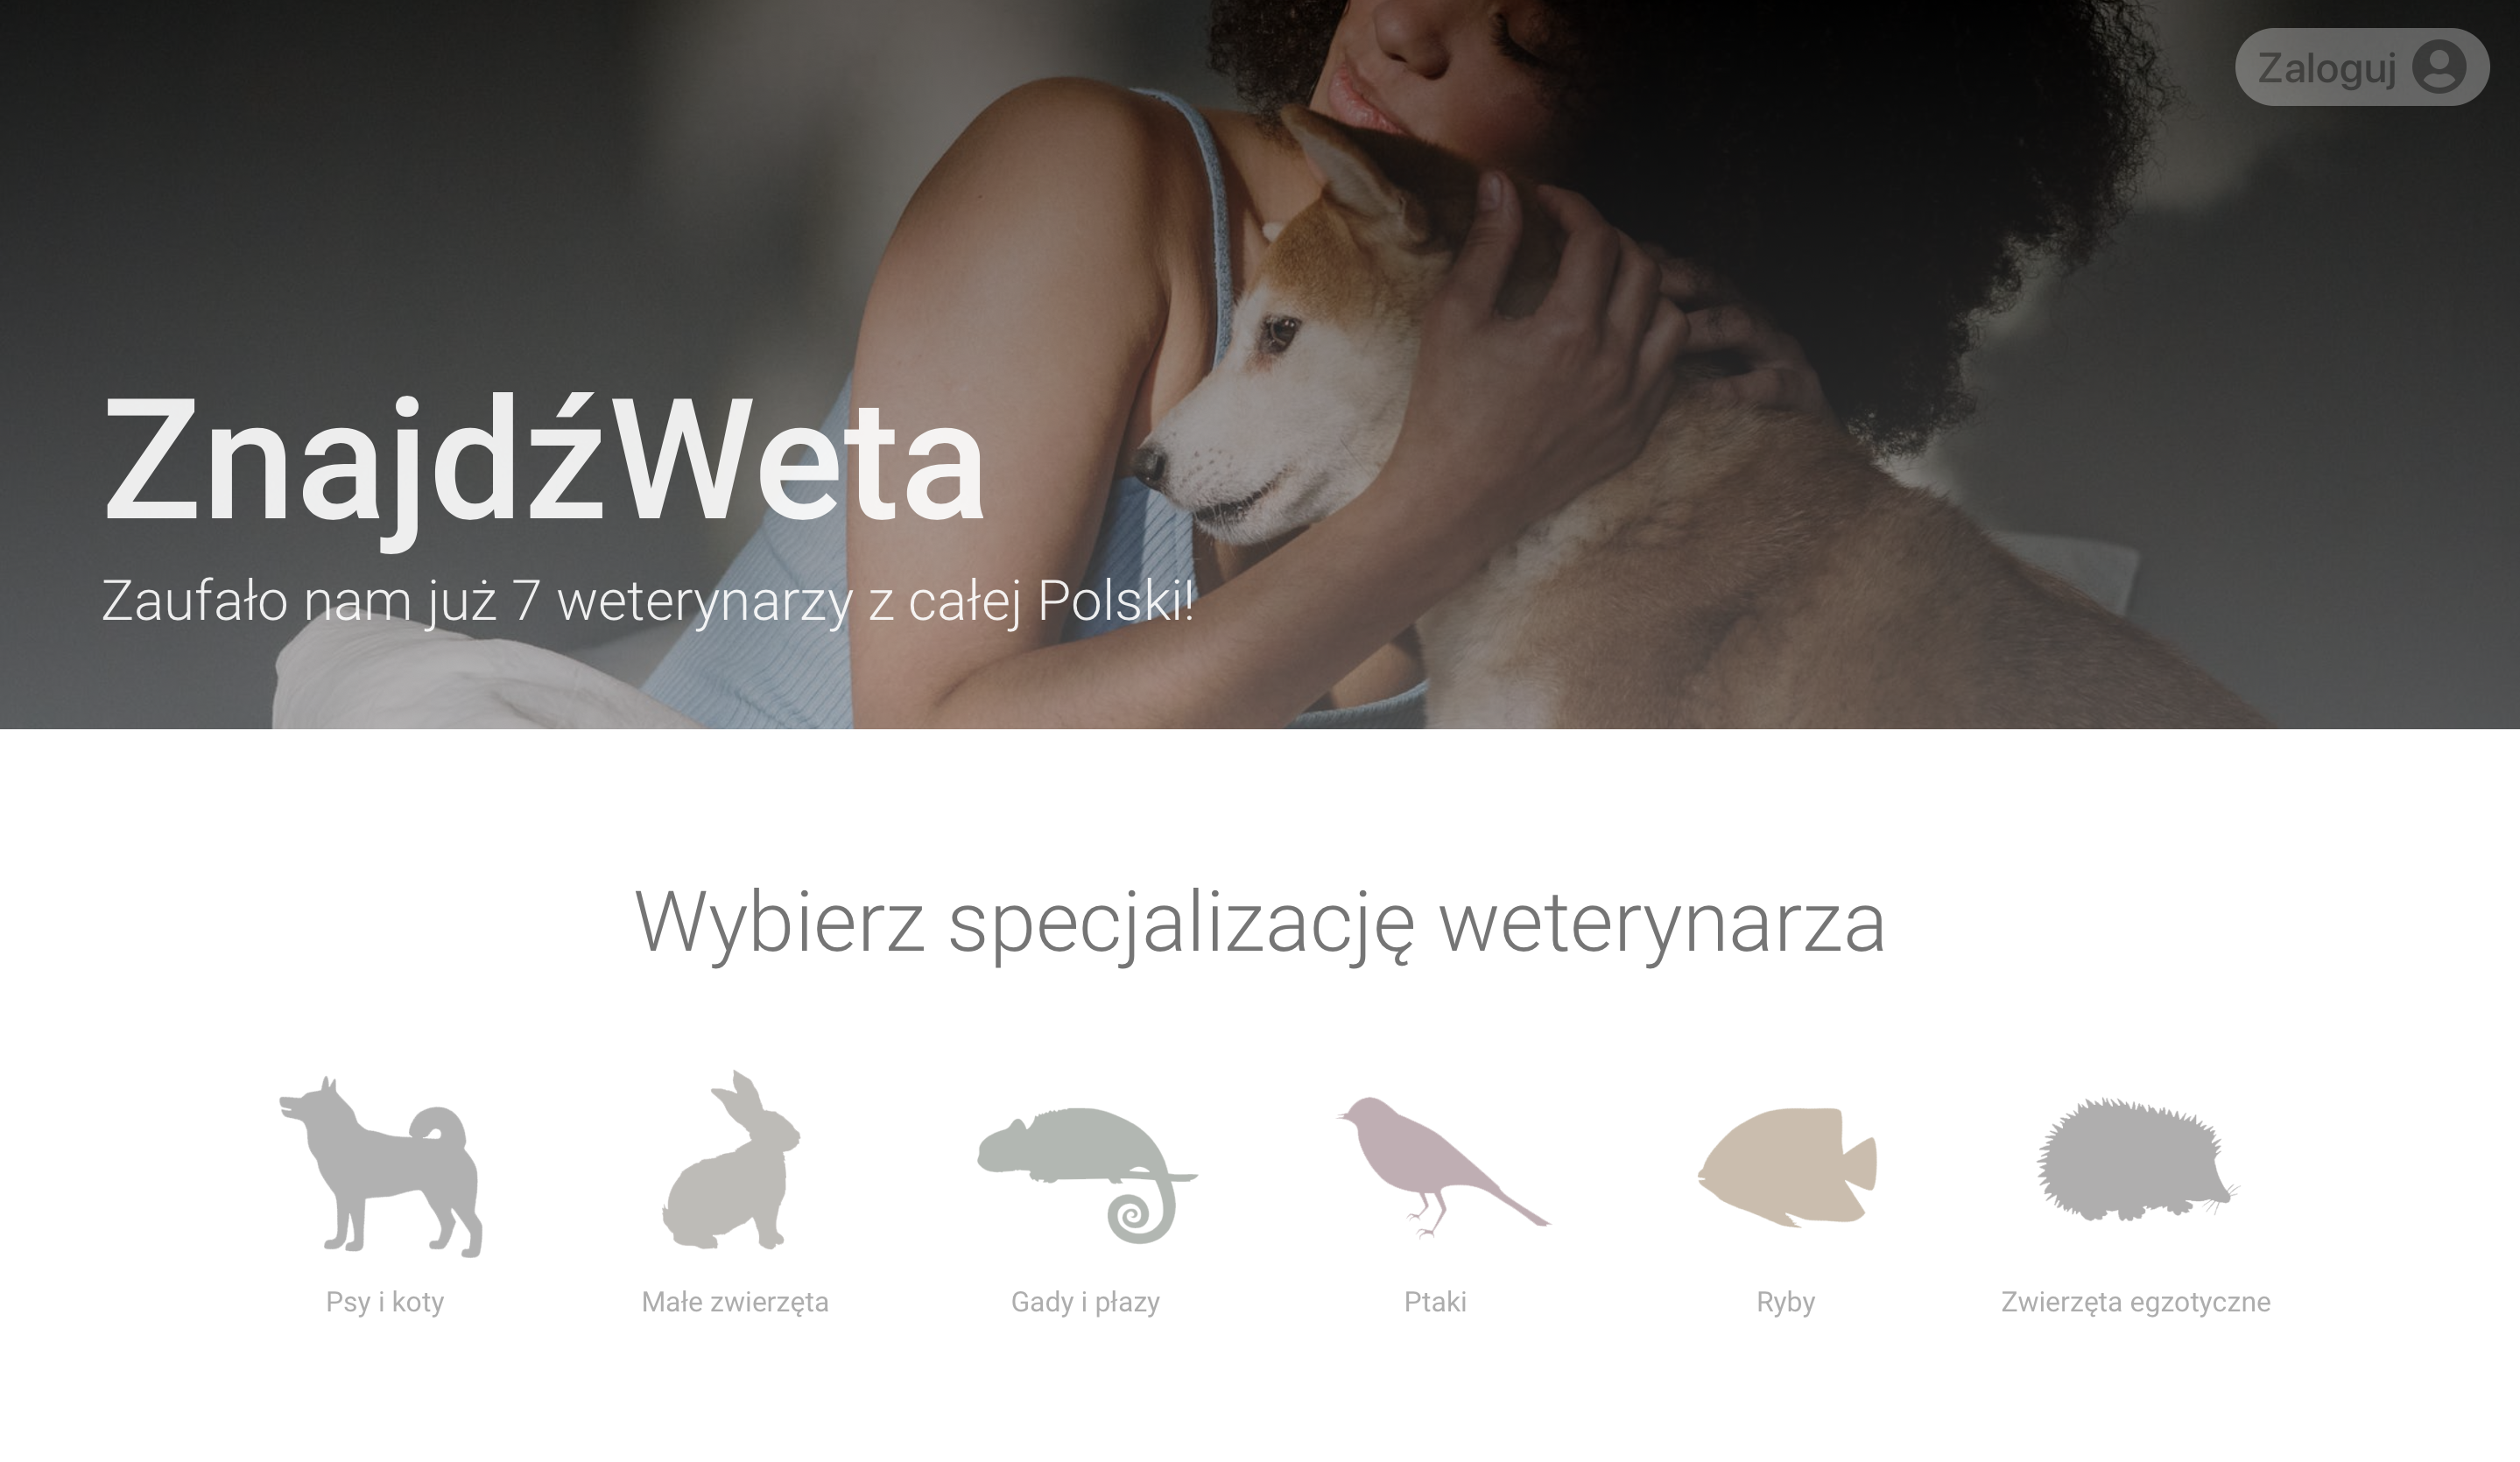 Zaloguj
ZnajdźWeta
Zaufało nam już 7 weterynarzy z całej Polski!
Wybierz specjalizację weterynarza
Psy i koty
Małe zwierzęta
Gady i płazy
Ptaki
Ryby
Zwierzęta egzotyczne